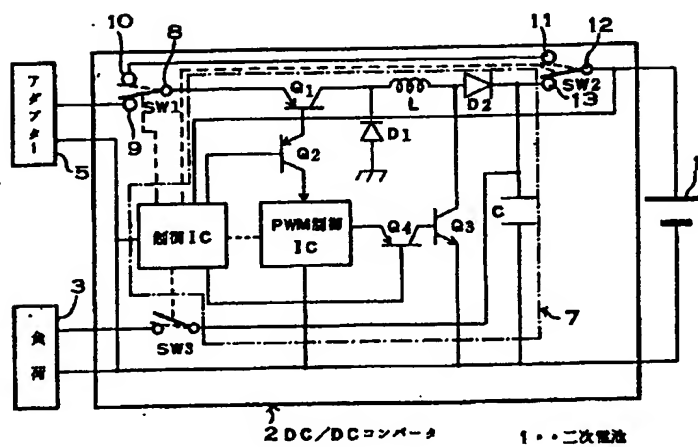 10
8
11
12
アダプター
5
9
SW1
Q1
L
D2
SW2
13
D1
Q2
1
制御IC
PWM制御
IC
Q4
Q3
C
3
負荷
SW3
7
2 DC/DCコンバータ
1・・二次電池